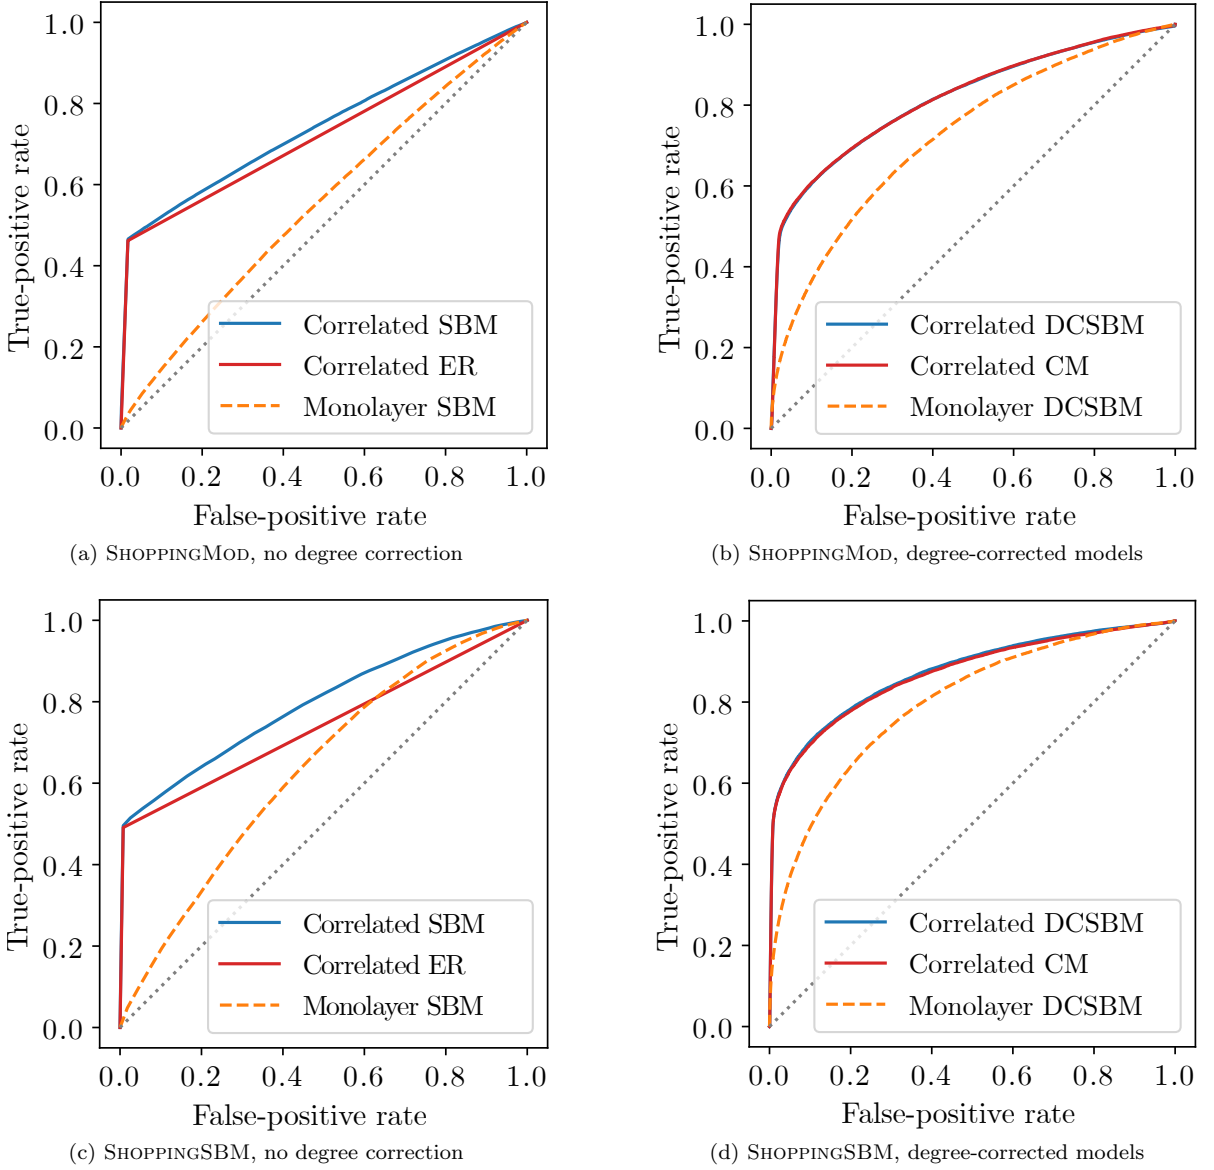 1.0
0.8
0.6
0.4
0.2
0.0
True-positive rate
Correlated SBM
Correlated ER
Monolayer SBM
0.0 0.2 0.4 0.6 0.8 1.0
False-positive rate
(a) SHOPPINGMOD, no degree correction
1.0
0.8
0.6
0.4
0.2
0.0
True-positive rate
Correlated DCSBM
Correlated CM
Monolayer DCSBM
0.0 0.2 0.4 0.6 0.8 1.0
False-positive rate
(b) SHOPPINGMOD, degree-corrected models
1.0
0.8
0.6
0.4
0.2
0.0
True-positive rate
Correlated SBM
Correlated ER
Monolayer SBM
0.0 0.2 0.4 0.6 0.8 1.0
False-positive rate
(c) SHOPPINGSBM, no degree correction
1.0
0.8
0.6
0.4
0.2
0.0
True-positive rate
Correlated DCSBM
Correlated CM
Monolayer DCSBM
0.0 0.2 0.4 0.6 0.8 1.0
False-positive rate
(d) SHOPPINGSBM, degree-corrected models